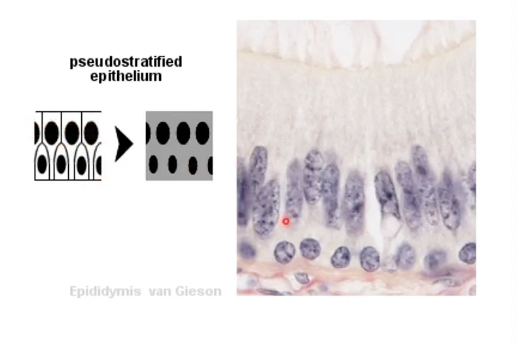 pseudostratified
epithelium
Epididymis van Gieson